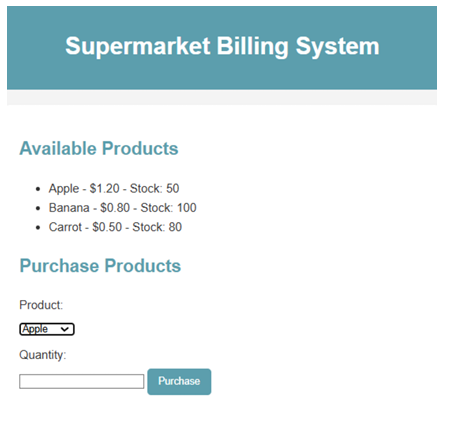 Supermarket Billing System
Available Products
• Apple - $1.20 - Stock: 50
• Banana - $0.80 - Stock: 100
• Carrot - $0.50 - Stock: 80
Purchase Products
Product:
Apple
Quantity:
Purchase